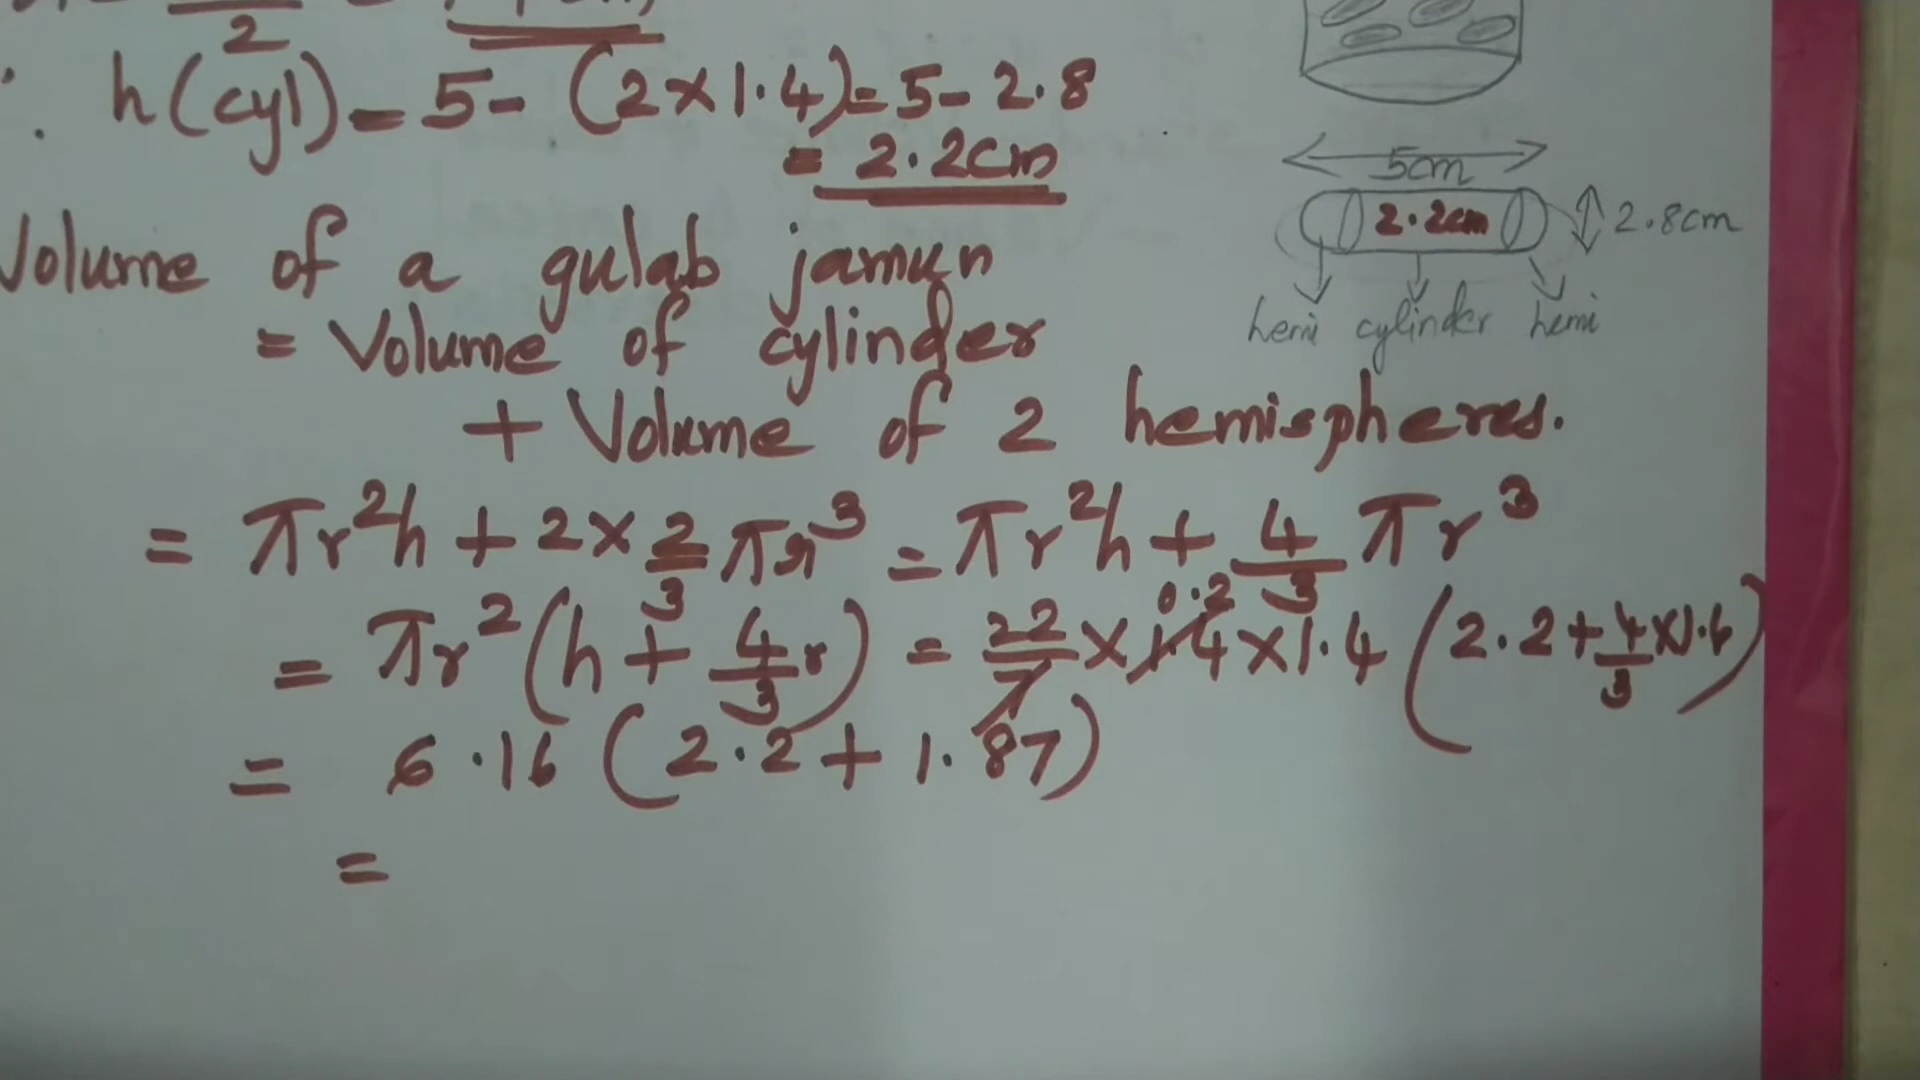 2
∴ h(cyl) = 5 - (2×1.4) = 5 - 2.8
= 2.2cm
5cm
2.2cm
2.8cm
hemi cylinder hemi
Volume of a gulab jamun
= Volume of cylinder
+ Volume of 2 hemispheres.
= πr²h + 2 × 2/3 πr³ = πr²h + 4/3 πr³
= πr²(h + 4/3 r) = 22/7 × 1.4 0.2 × 1.4 (2.2 + 4/3 × 1.4)
= 6.16 (2.2 + 1.87)
=